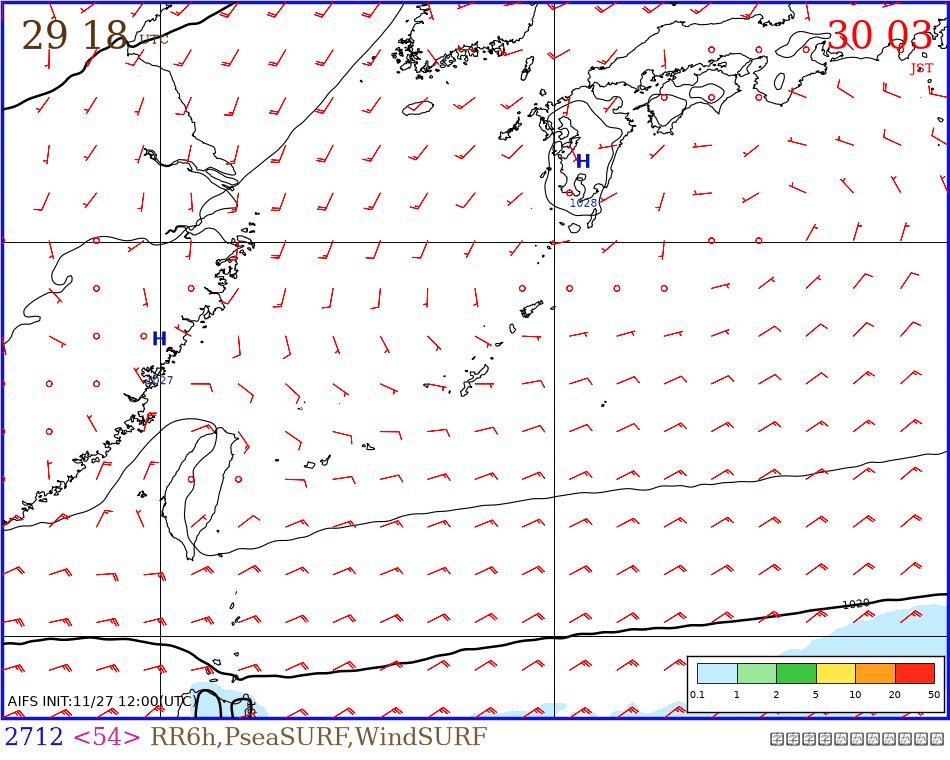 29 18 UTC
30 03
JST
H
1028
H
1027
1020
0.1 1 2 5 10 20 50
AIFS INIT:11/27 12:00(UTC)
2712 <54> RR6h,PseaSURF,WindSURF